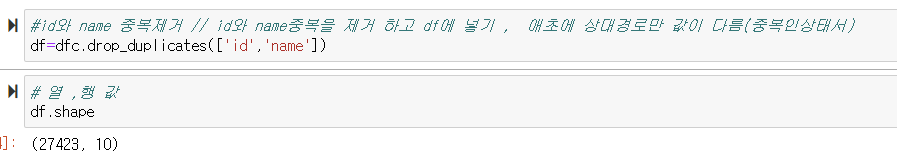 #id와 name 중복제거 // id와 name중복을 제거 하고 df에 넣기 , 애초에 상대경로만 값이 다름(중복인상태서)
df=dfc.drop_duplicates(['id','name'])
# 열 ,행 값
df.shape
]: (27423, 10)